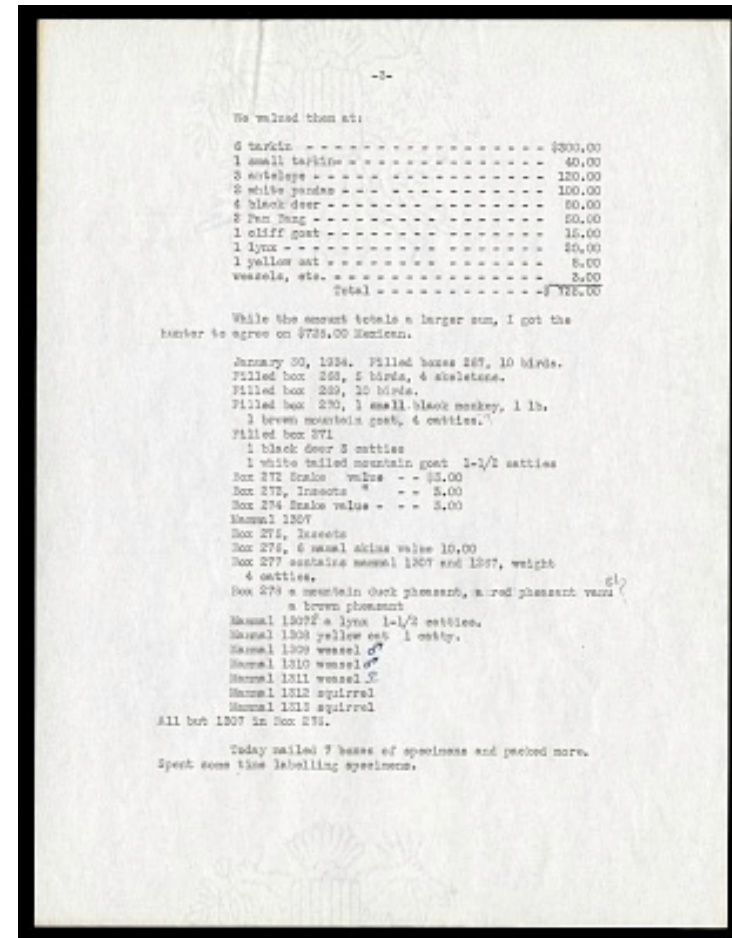 -3-
We valued them at:
6 tarkin - - - - - - - - - - - - - - - - - - $300.00
1 small tarkin- - - - - - - - - - - - - - - 40.00
3 antelope - - - - - - - - - - - - - - - - 120.00
2 white pandas - - - - - - - - - - - - - - 100.00
4 black deer - - - - - - - - - - - - - - - 80.00
2 Pan Yang - - - - - - - - - - - - - - - - 50.00
1 cliff goat - - - - - - - - - - - - - - - 15.00
1 lynx - - - - - - - - - - - - - - - - - - 20.00
1 yellow cat - - - - - - - - - - - - - - - 5.00
weasels, etc. - - - - - - - - - - - - - - 3.00
Total - - - - - - - - - - - -$ 725.00
While the amount totals a larger sum, I got the
hunter to agree on $725.00 Mexican.
January 30, 1934. Filled boxes 267, 10 birds.
Filled box 268, 5 birds, 4 skeletons.
Filled box 269, 10 birds.
Filled box 270, 1 small black monkey, 1 lb.
1 brown mountain goat, 4 catties.
Filled box 271
1 black deer 3 catties
1 white tailed mountain goat 1-1/2 catties
Box 272 Snake value - - $3.00
Box 273, Insects " - - 5.00
Box 274 Snake value - - - 3.00
Mammal 1307
Box 275, Insects
Box 276, 6 mamal skins value 10.00
Box 277 contains mammal 1307 and 1287, weight
4 catties.
Box 278 a mountain duck pheasant, a red pheasant
a brown pheasant
Mammal a lynx 1-1/2 catties.
Mammal 1308 yellow cat 1 catty.
Mammal 1309 weasel ♂
Mammal 1310 weasel ♂
Mammal 1311 weasel
Mammal 1312 squirrel
Mammal 1313 squirrel
All but 1307 in Box 276.
Today mailed 7 boxes of specimens and packed more.
Spent some time labelling specimens.